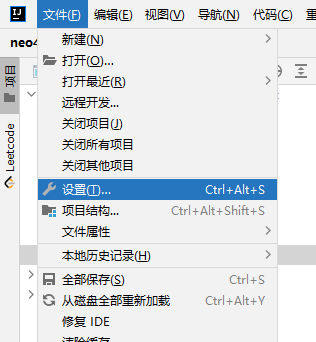 IJ 文件(F) 编辑(E) 视图(V) 导航(N) 代码(C)
neo4
项目
Leetcode
新建(N)
打开(O)...
打开最近(R)
远程开发...
关闭项目(J)
关闭所有项目
关闭其他项目
设置(T)... Ctrl+Alt+S
项目结构... Ctrl+Alt+Shift+S
文件属性
本地历史记录(H)
全部保存(S) Ctrl+S
从磁盘全部重新加载 Ctrl+Alt+Y
修复 IDE